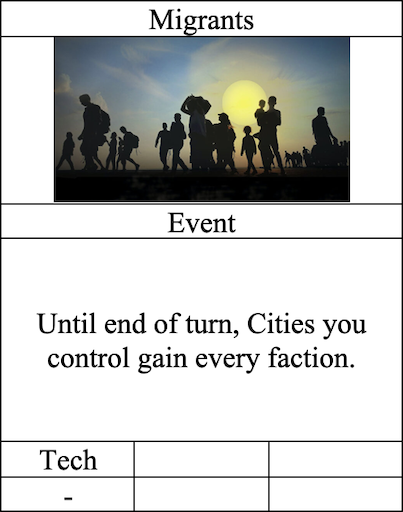 Migrants
Event
Until end of turn, Cities you
control gain every faction.
Tech
-